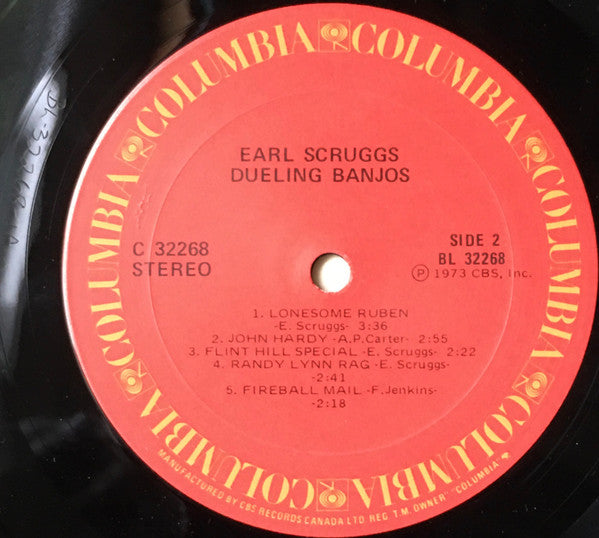 COLUMBIA COLUMBIA COLUMBIA COLUMBIA COLUMBIA COLUMBIA
EARL SCRUGGS
DUELING BANJOS
C 32268
STEREO
SIDE 2
BL 32268
Ⓟ 1973 CBS, Inc.
1. LONESOME RUBEN
-E. Scruggs- 3:36
2. JOHN HARDY -A.P.Carter- 2:55
3. FLINT HILL SPECIAL -E. Scruggs- 2:22
4. RANDY LYNN RAG -E. Scruggs-
-2:41
5. FIREBALL MAIL -F. Jenkins-
-2:18
MANUFACTURED BY CBS RECORDS CANADA LTD REG. T.M. OWNER "COLUMBIA"